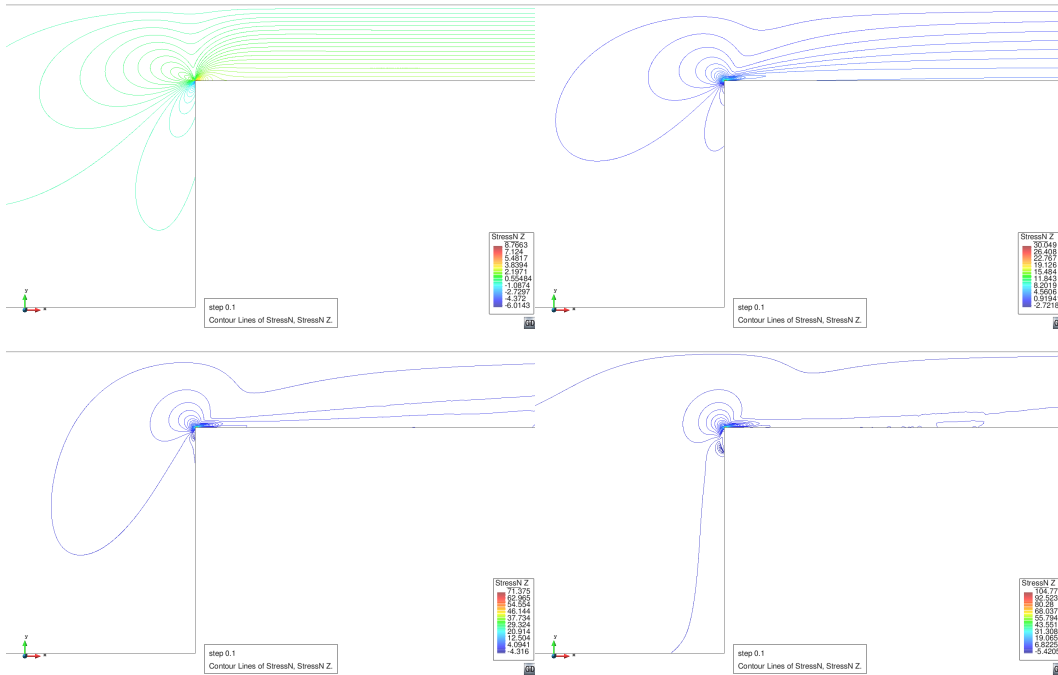 StressN Z
8.7663
7.124
5.4817
3.8394
2.1971
0.55484
-1.0874
-2.7297
-4.372
-6.0143
y
x
step 0.1
Contour Lines of StressN, StressN Z.
GD
StressN Z
30.049
26.408
22.767
19.126
15.484
11.843
8.2019
4.5606
0.91941
-2.7218
y
x
step 0.1
Contour Lines of StressN, StressN Z.
GD
StressN Z
71.375
62.965
54.554
46.144
37.734
29.324
20.914
12.504
4.0941
-4.316
y
x
step 0.1
Contour Lines of StressN, StressN Z.
GD
StressN Z
104.77
92.523
80.28
68.037
55.794
43.551
31.308
19.065
6.8225
-5.4205
y
x
step 0.1
Contour Lines of StressN, StressN Z.
GD